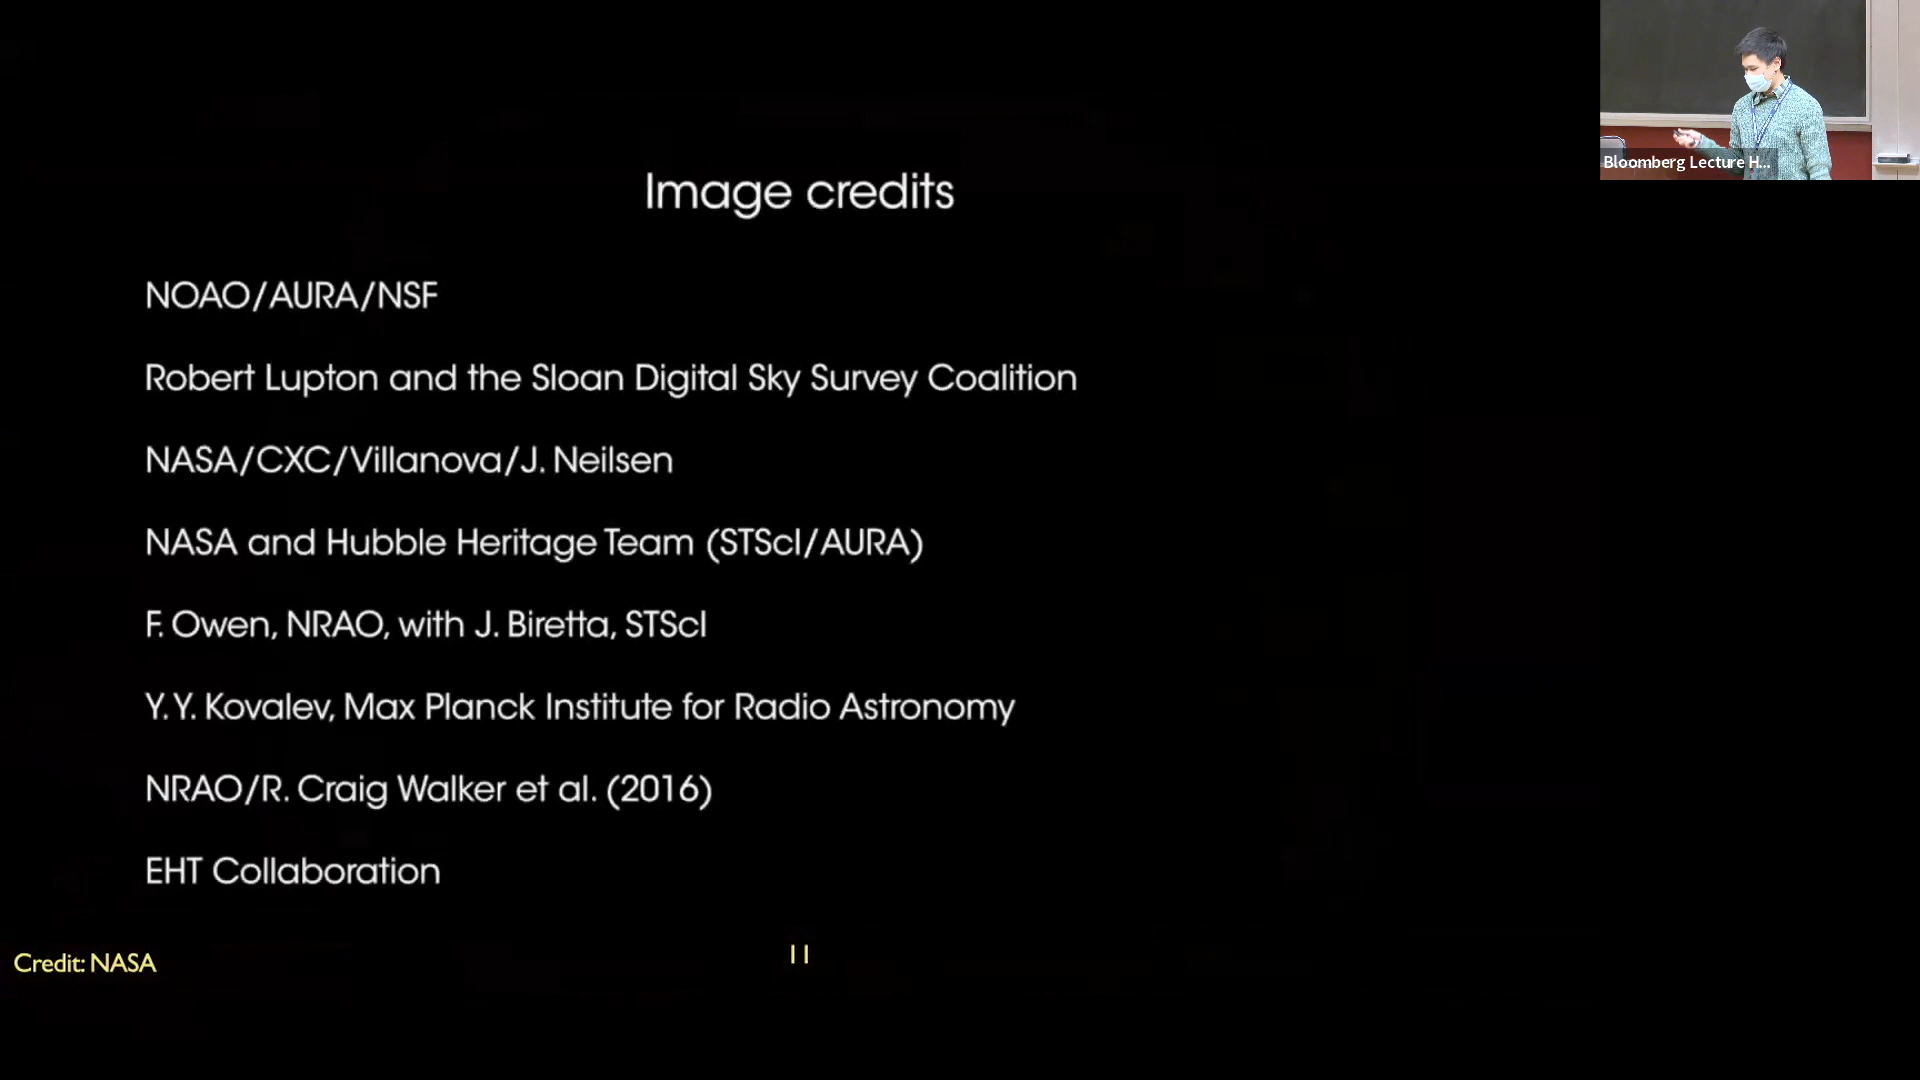 Bloomberg Lecture H...
Image credits
NOAO/AURA/NSF
Robert Lupton and the Sloan Digital Sky Survey Coalition
NASA/CXC/Villanova/J. Neilsen
NASA and Hubble Heritage Team (STScI/AURA)
F. Owen, NRAO, with J. Biretta, STScI
Y. Y. Kovalev, Max Planck Institute for Radio Astronomy
NRAO/R. Craig Walker et al. (2016)
EHT Collaboration
11
Credit: NASA